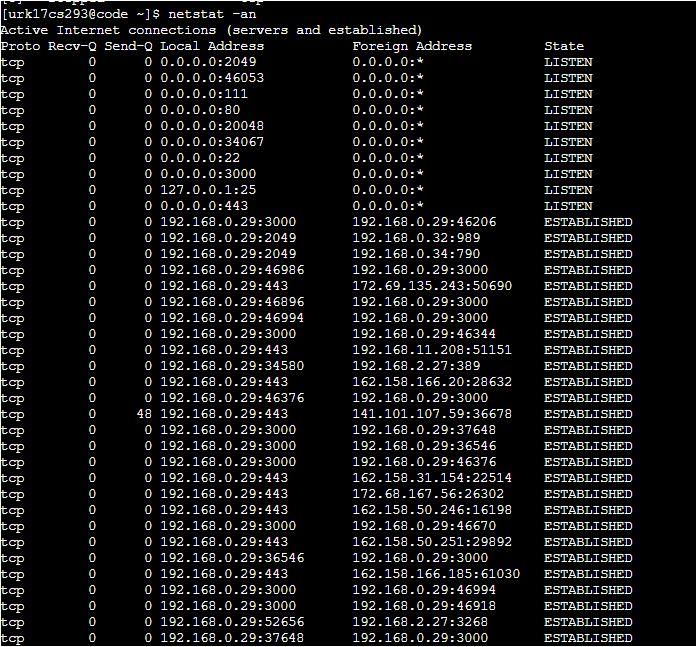 [urk17cs293@code ~]$ netstat -an
Active Internet connections (servers and established)
Proto Recv-Q Send-Q Local Address           Foreign Address         State
tcp        0      0 0.0.0.0:2049            0.0.0.0:*               LISTEN
tcp        0      0 0.0.0.0:46053           0.0.0.0:*               LISTEN
tcp        0      0 0.0.0.0:111             0.0.0.0:*               LISTEN
tcp        0      0 0.0.0.0:80              0.0.0.0:*               LISTEN
tcp        0      0 0.0.0.0:20048           0.0.0.0:*               LISTEN
tcp        0      0 0.0.0.0:34067           0.0.0.0:*               LISTEN
tcp        0      0 0.0.0.0:22              0.0.0.0:*               LISTEN
tcp        0      0 0.0.0.0:3000            0.0.0.0:*               LISTEN
tcp        0      0 127.0.0.1:25            0.0.0.0:*               LISTEN
tcp        0      0 0.0.0.0:443             0.0.0.0:*               LISTEN
tcp        0      0 192.168.0.29:3000       192.168.0.29:46206      ESTABLISHED
tcp        0      0 192.168.0.29:2049       192.168.0.32:989        ESTABLISHED
tcp        0      0 192.168.0.29:2049       192.168.0.34:790        ESTABLISHED
tcp        0      0 192.168.0.29:46986      192.168.0.29:3000       ESTABLISHED
tcp        0      0 192.168.0.29:443        172.69.135.243:50690    ESTABLISHED
tcp        0      0 192.168.0.29:46896      192.168.0.29:3000       ESTABLISHED
tcp        0      0 192.168.0.29:46994      192.168.0.29:3000       ESTABLISHED
tcp        0      0 192.168.0.29:3000       192.168.0.29:46344      ESTABLISHED
tcp        0      0 192.168.0.29:443        192.168.11.208:51151    ESTABLISHED
tcp        0      0 192.168.0.29:34580      192.168.2.27:389        ESTABLISHED
tcp        0      0 192.168.0.29:443        162.158.166.20:28632    ESTABLISHED
tcp        0      0 192.168.0.29:46376      192.168.0.29:3000       ESTABLISHED
tcp        0     48 192.168.0.29:443        141.101.107.59:36678    ESTABLISHED
tcp        0      0 192.168.0.29:3000       192.168.0.29:37648      ESTABLISHED
tcp        0      0 192.168.0.29:3000       192.168.0.29:36546      ESTABLISHED
tcp        0      0 192.168.0.29:3000       192.168.0.29:46376      ESTABLISHED
tcp        0      0 192.168.0.29:443        162.158.31.154:22514    ESTABLISHED
tcp        0      0 192.168.0.29:443        172.68.167.56:26302     ESTABLISHED
tcp        0      0 192.168.0.29:443        162.158.50.246:16198    ESTABLISHED
tcp        0      0 192.168.0.29:3000       192.168.0.29:46670      ESTABLISHED
tcp        0      0 192.168.0.29:443        162.158.50.251:29892    ESTABLISHED
tcp        0      0 192.168.0.29:36546      192.168.0.29:3000       ESTABLISHED
tcp        0      0 192.168.0.29:443        162.158.166.185:61030   ESTABLISHED
tcp        0      0 192.168.0.29:3000       192.168.0.29:46994      ESTABLISHED
tcp        0      0 192.168.0.29:3000       192.168.0.29:46918      ESTABLISHED
tcp        0      0 192.168.0.29:52656      192.168.2.27:3268       ESTABLISHED
tcp        0      0 192.168.0.29:37648      192.168.0.29:3000       ESTABLISHED